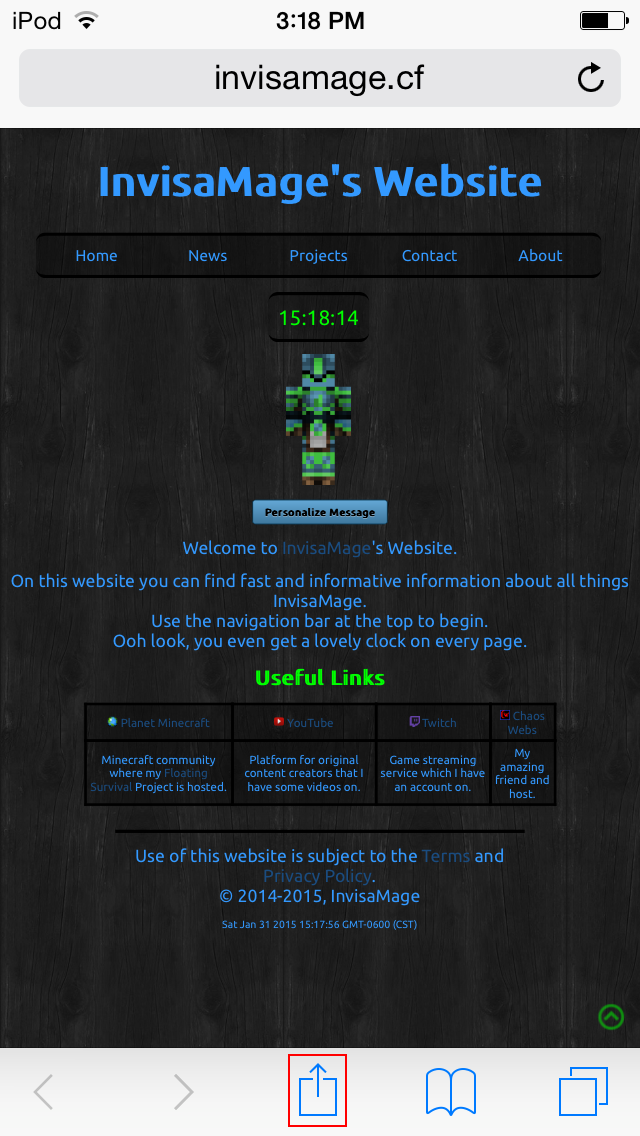 iPod 3:18 PM
invisamage.cf
InvisaMage's Website
Home News Projects Contact About
15:18:14
Personalize Message
Welcome to InvisaMage's Website.
On this website you can find fast and informative information about all things
InvisaMage.
Use the navigation bar at the top to begin.
Ooh look, you even get a lovely clock on every page.
Useful Links
Planet Minecraft
YouTube
Twitch
Chaos
Webs
Minecraft community
where my Floating
Survival Project is hosted.
Platform for original
content creators that I
have some videos on.
Game streaming
service which I have
an account on.
My
amazing
friend and
host.
Use of this website is subject to the Terms and
Privacy Policy.
© 2014-2015, InvisaMage
Sat Jan 31 2015 15:17:56 GMT-0600 (CST)